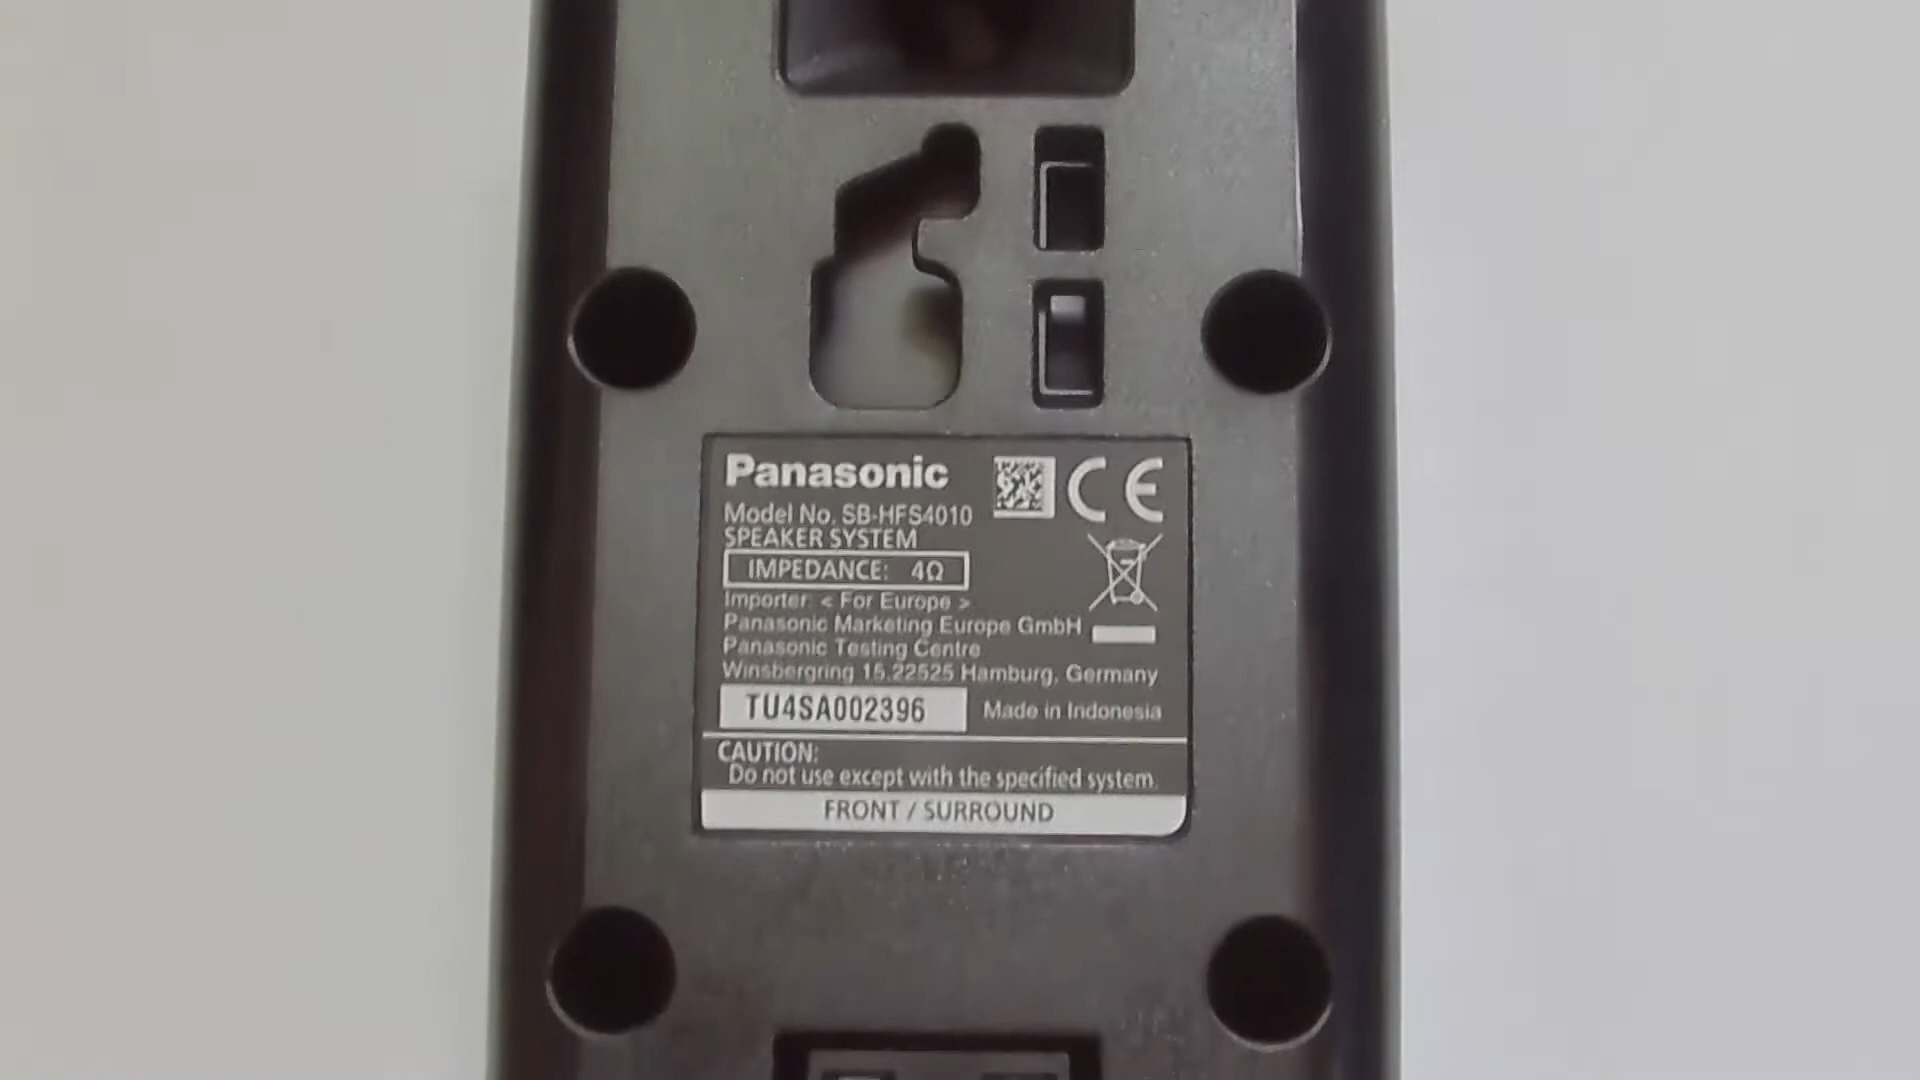 Panasonic
CE
Model No. SB-HFS4010
SPEAKER SYSTEM
IMPEDANCE: 4Ω
Importer: < For Europe >
Panasonic Marketing Europe GmbH
Panasonic Testing Centre
Winsbergring 15,22525 Hamburg, Germany
TU4SA002396 Made in Indonesia
CAUTION:
Do not use except with the specified system.
FRONT / SURROUND